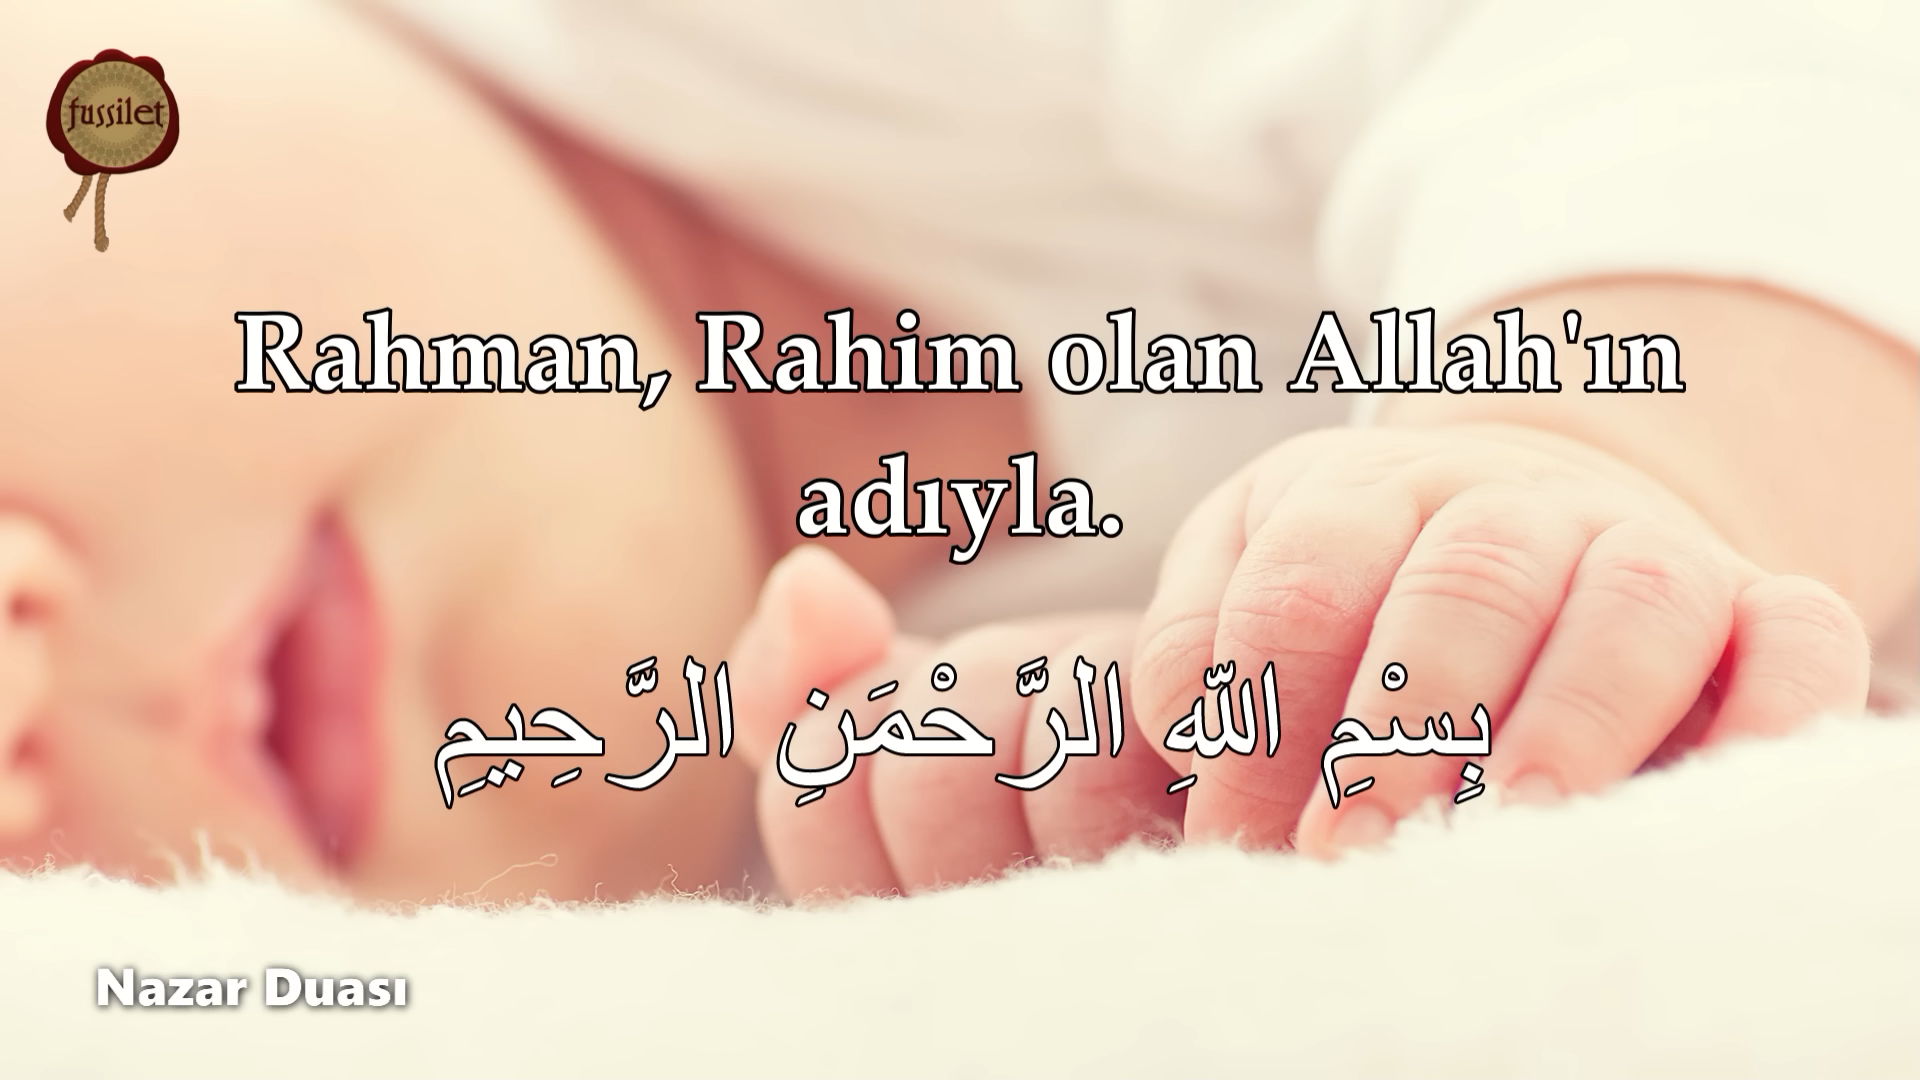 fussilet
Rahman, Rahim olan Allah'ın
adıyla.
بِسْمِ اللّهِ الرَّحْمَنِ الرَّحِيمِ
Nazar Duası